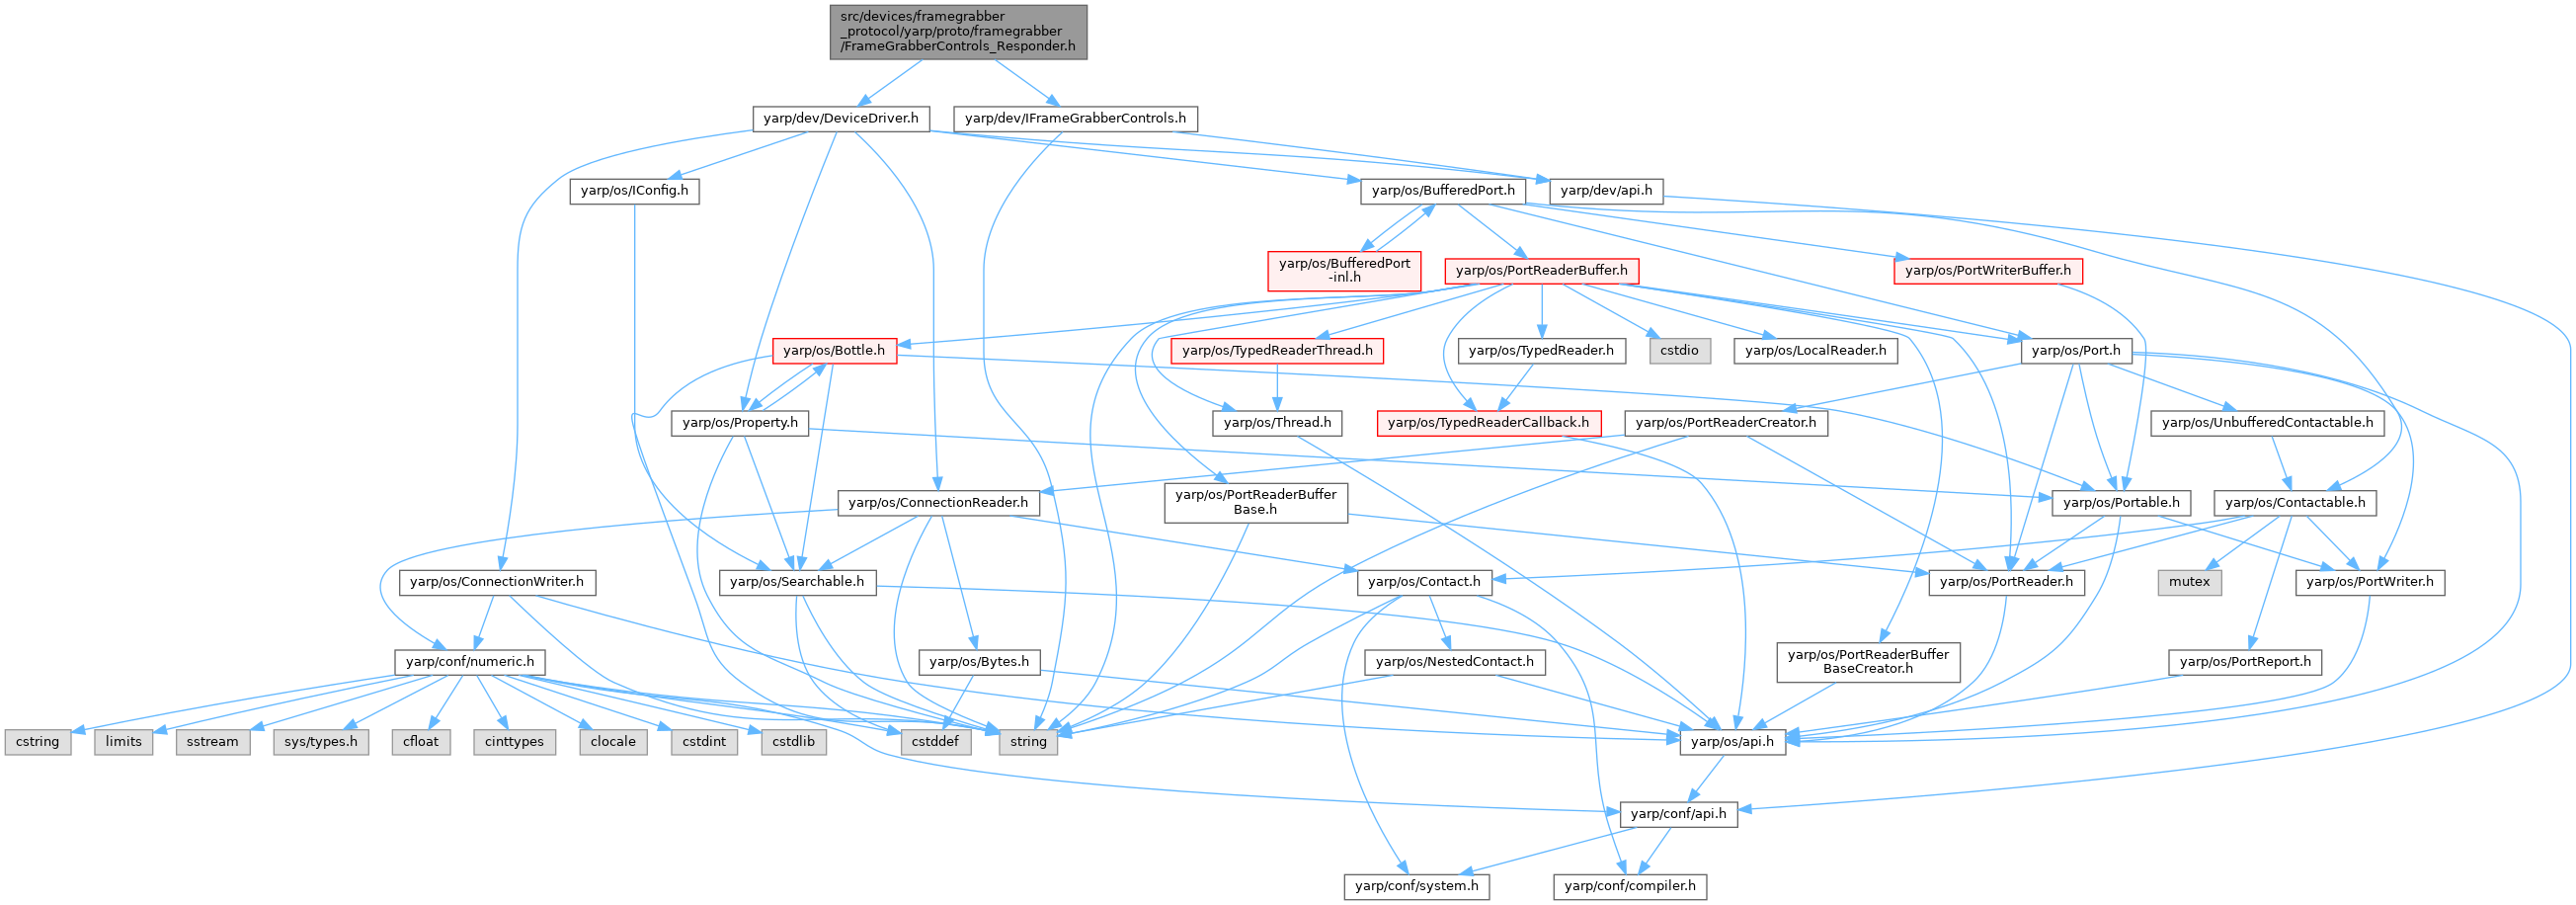 src/devices/framegrabber
_protocol/yarp/proto/framegrabber
/FrameGrabberControls_Responder.h
yarp/dev/DeviceDriver.h
yarp/dev/IFrameGrabberControls.h
yarp/os/IConfig.h
yarp/os/BufferedPort.h
yarp/dev/api.h
yarp/os/BufferedPort
-inl.h
yarp/os/PortReaderBuffer.h
yarp/os/PortWriterBuffer.h
yarp/os/Bottle.h
yarp/os/TypedReaderThread.h
yarp/os/TypedReader.h
cstdio
yarp/os/LocalReader.h
yarp/os/Port.h
yarp/os/Property.h
yarp/os/Thread.h
yarp/os/TypedReaderCallback.h
yarp/os/PortReaderCreator.h
yarp/os/UnbufferedContactable.h
yarp/os/ConnectionReader.h
yarp/os/PortReaderBuffer
Base.h
yarp/os/Portable.h
yarp/os/Contactable.h
yarp/os/ConnectionWriter.h
yarp/os/Searchable.h
yarp/os/Contact.h
yarp/os/PortReader.h
mutex
yarp/os/PortWriter.h
yarp/conf/numeric.h
yarp/os/Bytes.h
yarp/os/NestedContact.h
yarp/os/PortReaderBuffer
BaseCreator.h
yarp/os/PortReport.h
cstring
limits
sstream
sys/types.h
cfloat
cinttypes
clocale
cstdint
cstdlib
cstddef
string
yarp/os/api.h
yarp/conf/api.h
yarp/conf/system.h
yarp/conf/compiler.h